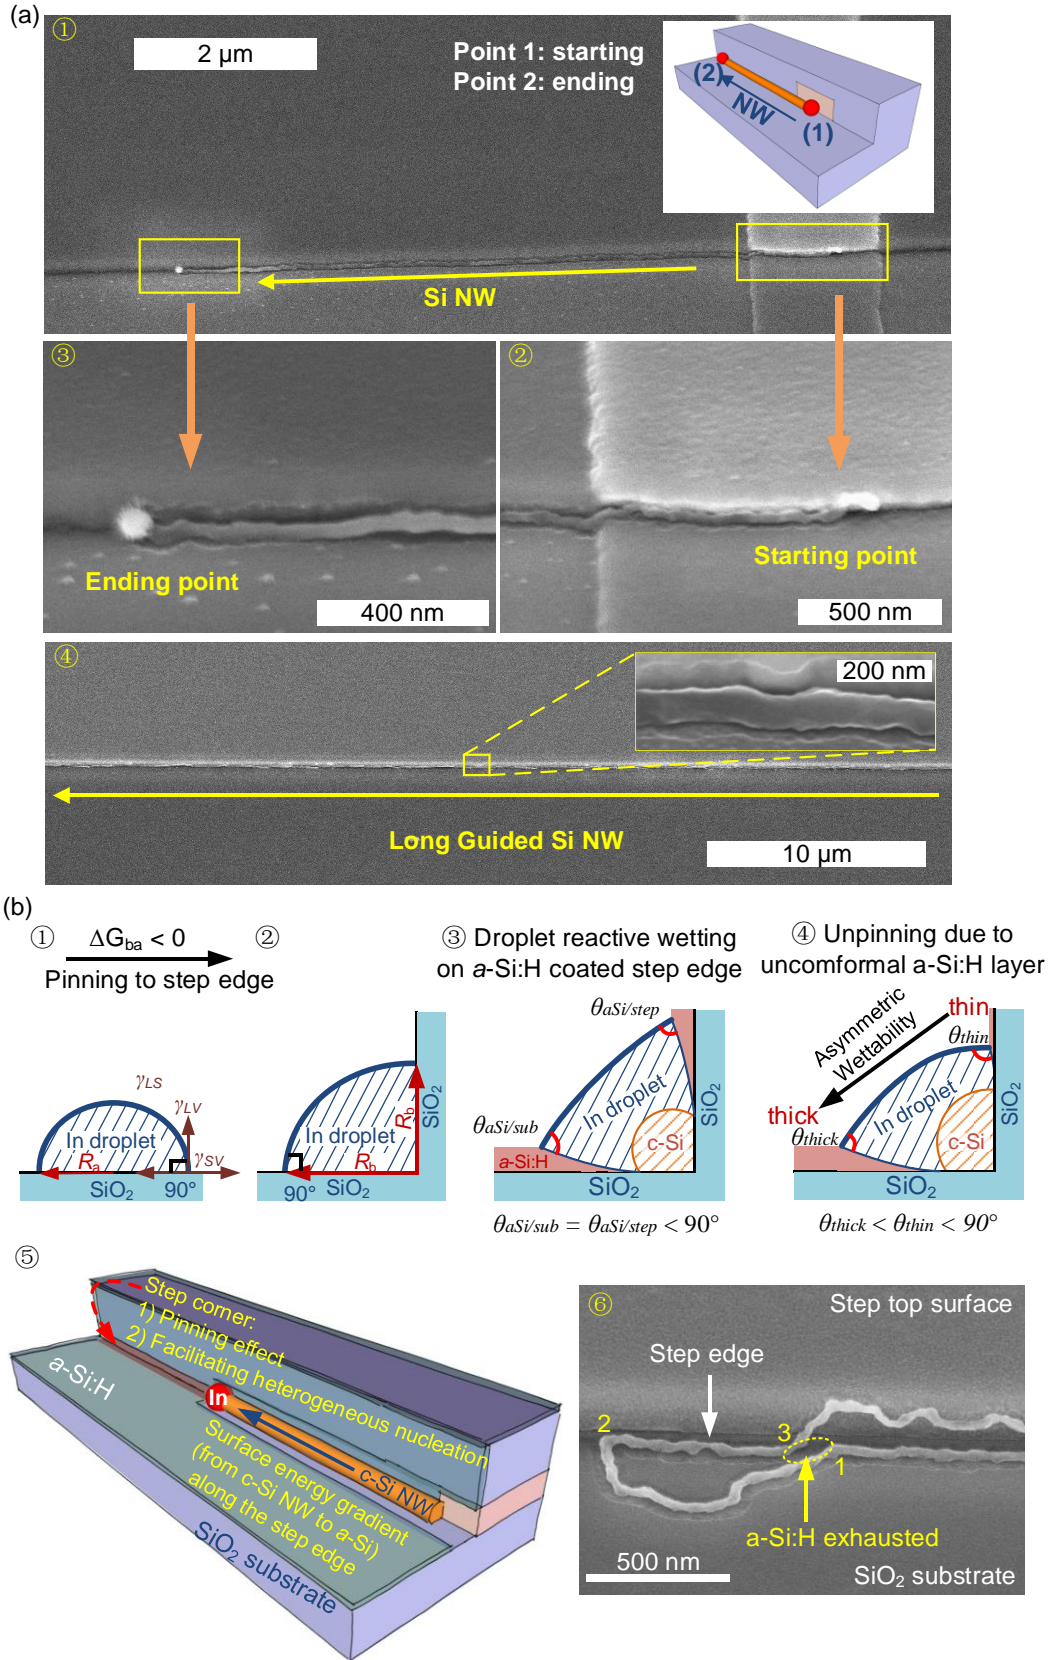 (a)
①
2 µm
Point 1: starting
Point 2: ending
(2)
NW
(1)
Si NW
③
Ending point
400 nm
②
Starting point
500 nm
④
200 nm
Long Guided Si NW
10 µm
(b)
① ΔG_ba < 0
Pinning to step edge
γ_LS
γ_LV
In droplet
R_a
γ_SV
SiO₂
90°
②
In droplet
R_b
R_b
SiO₂
90°
SiO₂
③ Droplet reactive wetting
on a-Si:H coated step edge
θaSi/step
In droplet
θaSi/sub
c-Si
a-Si:H
SiO₂
SiO₂
θaSi/sub = θaSi/step < 90°
④ Unpinning due to
uncomformal a-Si:H layer
thin
Asymmetric
Wettability
θthin
thick
In droplet
θthick
c-Si
SiO₂
SiO₂
θthick < θthin < 90°
⑤
Step corner:
1) Pinning effect
2) Facilitating heterogeneous nucleation
a-Si:H
In
c-Si NW
Surface energy gradient
(from c-Si NW to a-Si)
along the step edge
SiO₂ substrate
⑥
Step top surface
Step edge
2
3
1
a-Si:H exhausted
500 nm
SiO₂ substrate